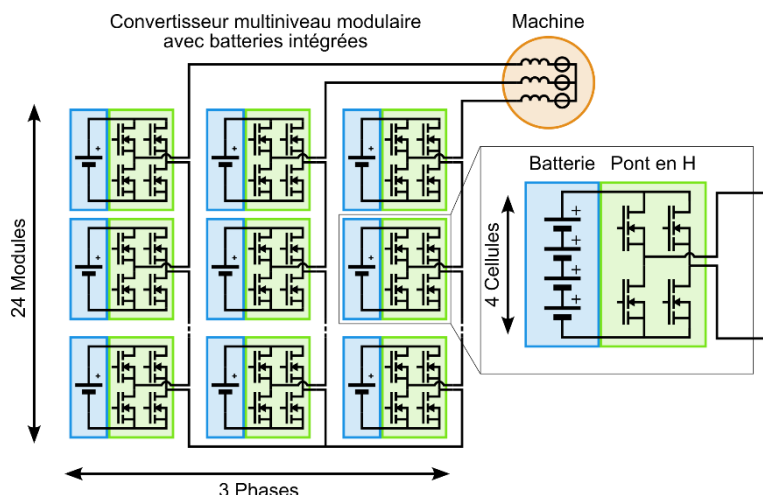 Convertisseur multiniveau modulaire
avec batteries intégrées
Machine
24 Modules
Batterie
Pont en H
4 Cellules
+
+
+
+
+
+
+
+
+
+
+
+
+
3 Phases